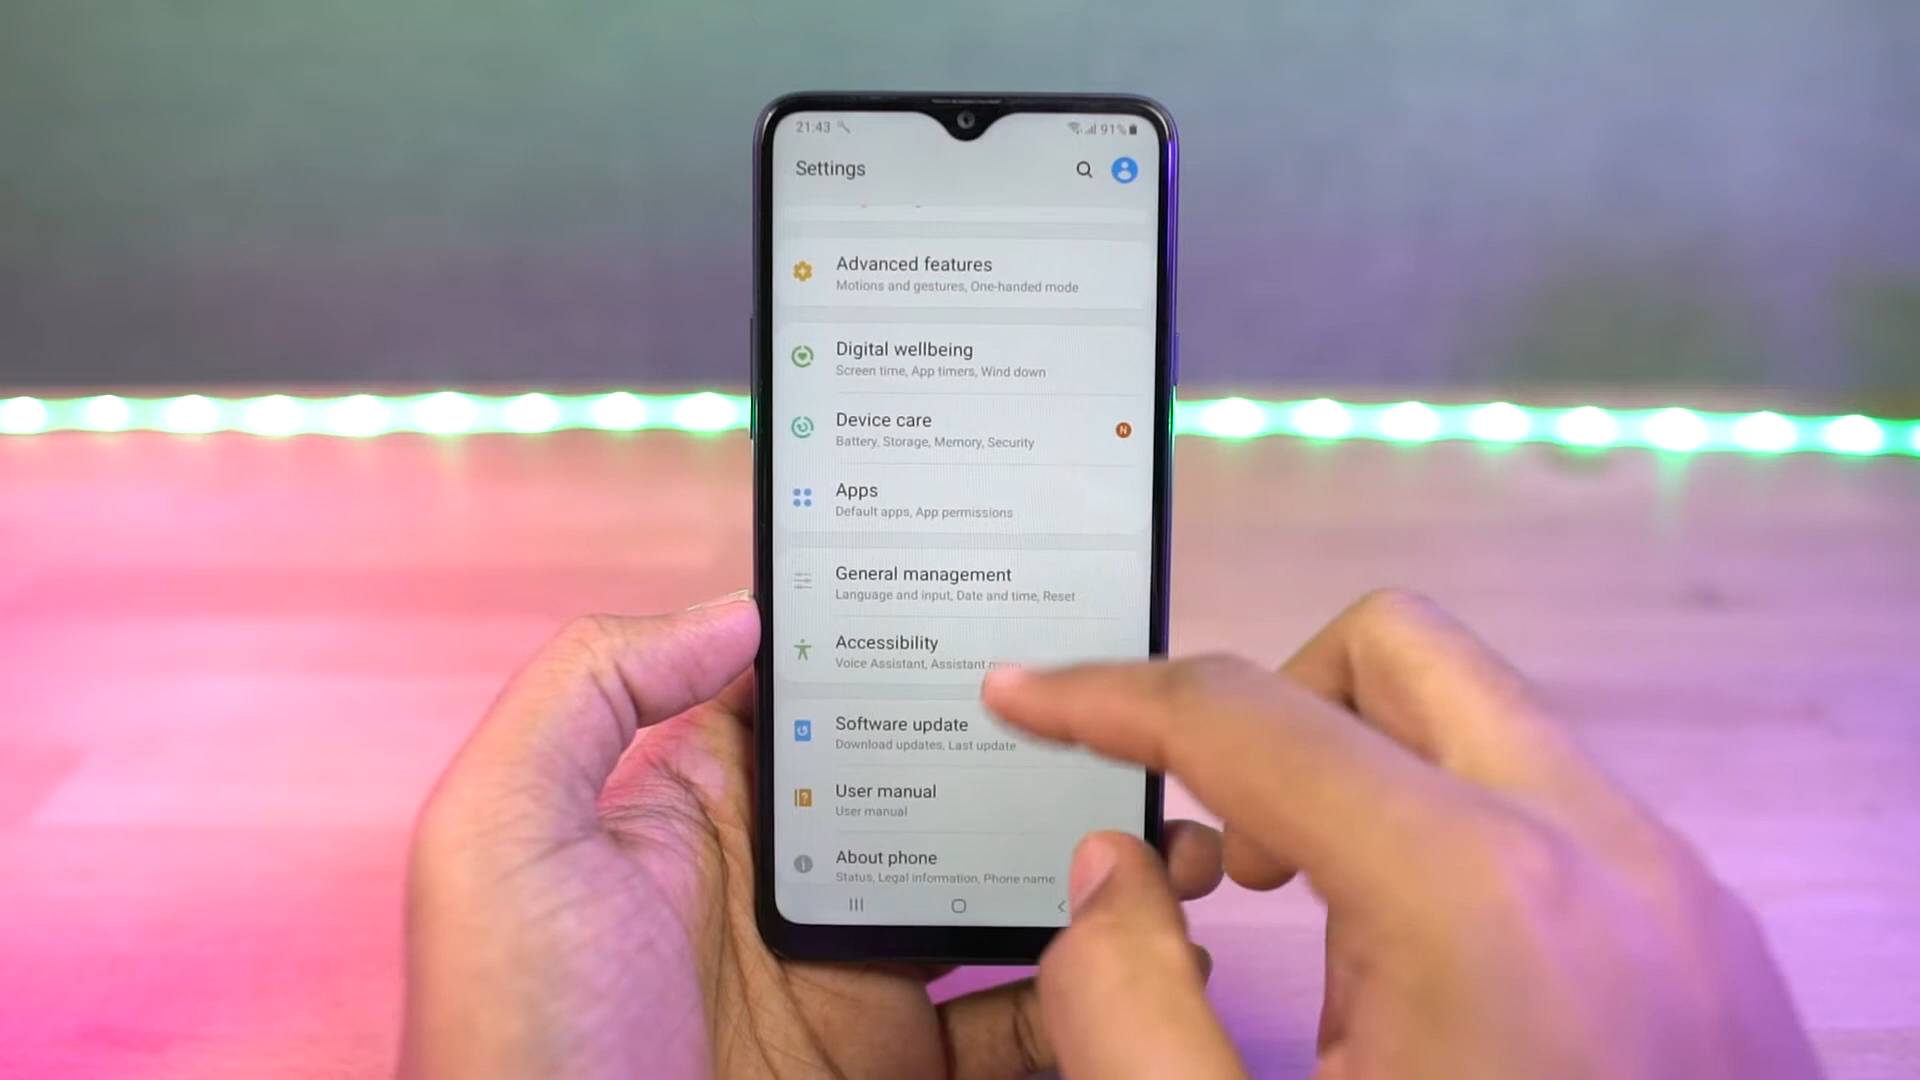 21:43
91%
Settings
Advanced features
Motions and gestures, One-handed mode
Digital wellbeing
Screen time, App timers, Wind down
Device care
N
Battery, Storage, Memory, Security
Apps
Default apps, App permissions
General management
Language and input, Date and time, Reset
Accessibility
Voice Assistant, Assistant
Software update
Download updates, Last update
User manual
User manual
About phone
Status, Legal information, Phone name